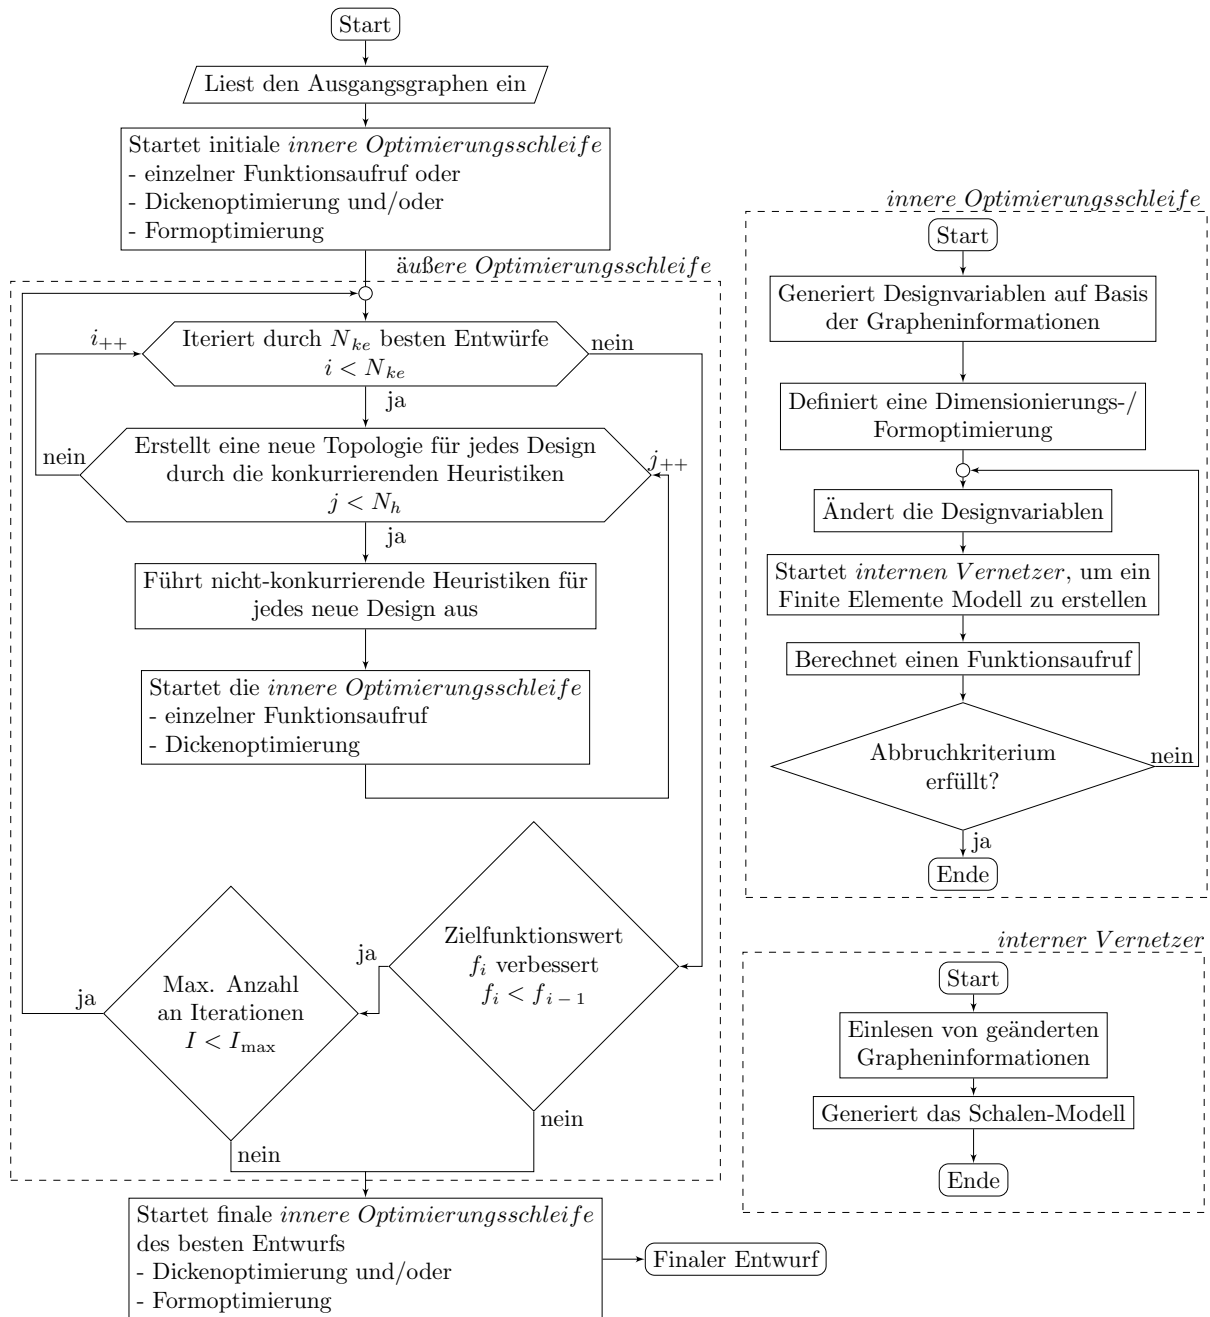 Start
Liest den Ausgangsgraphen ein
Startet initiale innere Optimierungsschleife
- einzelner Funktionsaufruf oder
- Dickenoptimierung und/oder
- Formoptimierung
äußere Optimierungsschleife
i++
Iteriert durch N_ke besten Entwürfe
i < N_ke
nein
ja
nein
Erstellt eine neue Topologie für jedes Design
durch die konkurrierenden Heuristiken
j < N_h
j++
ja
Führt nicht-konkurrierende Heuristiken für
jedes neue Design aus
Startet die innere Optimierungsschleife
- einzelner Funktionsaufruf
- Dickenoptimierung
Zielfunktionswert
f_i verbessert
f_i < f_{i-1}
ja
nein
Max. Anzahl
an Iterationen
I < I_max
ja
nein
Startet finale innere Optimierungsschleife
des besten Entwurfs
- Dickenoptimierung und/oder
- Formoptimierung
Finaler Entwurf
innere Optimierungsschleife
Start
Generiert Designvariablen auf Basis
der Grapheninformationen
Definiert eine Dimensionierungs-/
Formoptimierung
Ändert die Designvariablen
Startet internen Vernetzer, um ein
Finite Elemente Modell zu erstellen
Berechnet einen Funktionsaufruf
Abbruchkriterium
erfüllt?
nein
ja
Ende
interner Vernetzer
Start
Einlesen von geänderten
Grapheninformationen
Generiert das Schalen-Modell
Ende